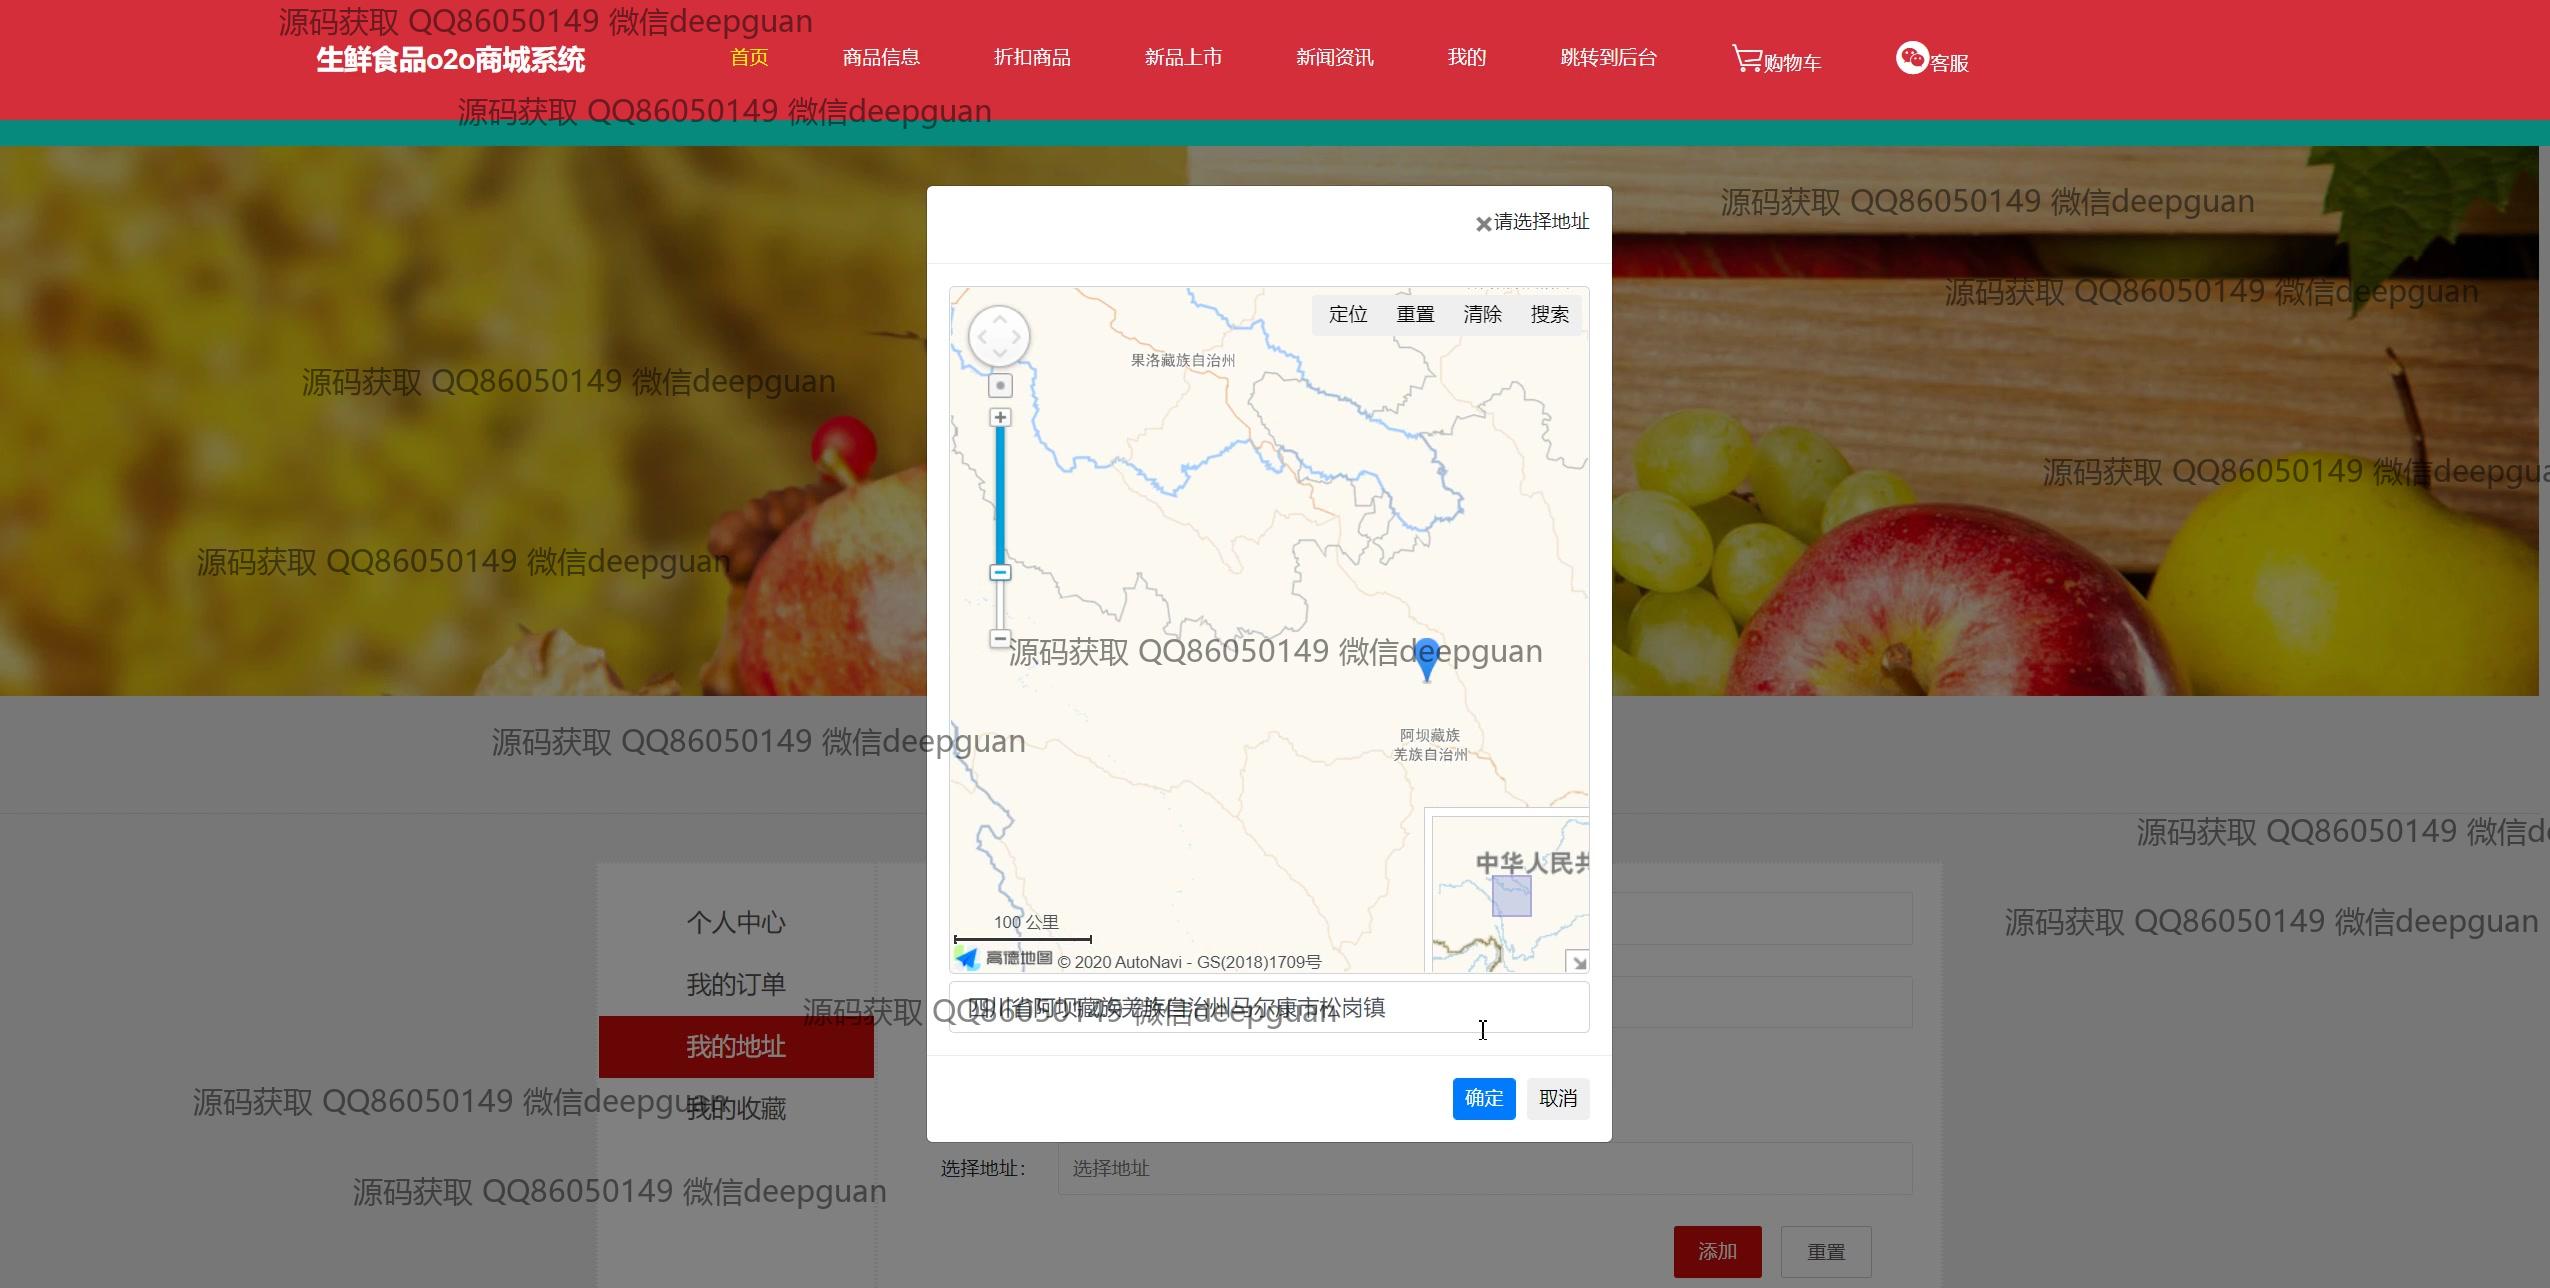 源码获取 QQ86050149 微信deepguan
生鲜食品o2o商城系统
首页
商品信息
折扣商品
新品上市
新闻资讯
我的
跳转到后台
购物车
客服
源码获取 QQ86050149 微信deepguan
源码获取 QQ86050149 微信deepguan
请选择地址
源码获取 QQ86050149 微信deepguan
定位
重置
清除
搜索
果洛藏族自治州
源码获取 QQ86050149 微信deepguan
源码获取 QQ86050149 微信deepgua
源码获取 QQ86050149 微信deepguan
源码获取 QQ86050149 微信deepguan
阿坝藏族
羌族自治州
源码获取 QQ86050149 微信deepguan
源码获取 QQ86050149 微信de
中华人民共
100 公里
高德地图 © 2020 AutoNavi - GS(2018)1709号
个人中心
源码获取 QQ86050149 微信deepguan
我的订单
源码获取 QQ86050149 微信deepguan
四川省阿坝藏族羌族自治州马尔康市松岗镇
我的地址
确定
取消
源码获取 QQ86050149 微信deepguan
我的收藏
选择地址：
选择地址
源码获取 QQ86050149 微信deepguan
添加
重置